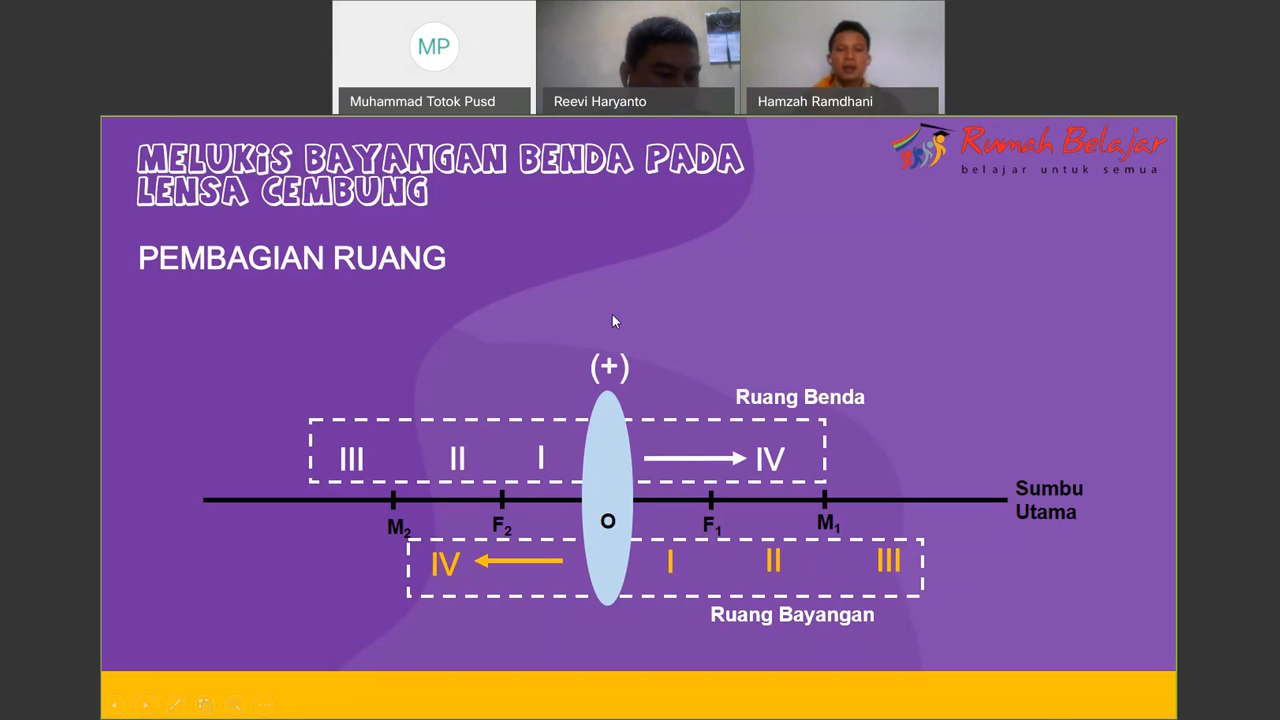 MP
Muhammad Totok Pusd
Reevi Haryanto
Hamzah Ramdhani
MELUKiS BAYANGAN BENDA PADA
LENSA CEMBUNG
Rumah Belajar
belajar untuk semua
PEMBAGIAN RUANG
(+)
Ruang Benda
III II I IV
Sumbu
Utama
M₂ F₂ O F₁ M₁
IV I II III
Ruang Bayangan